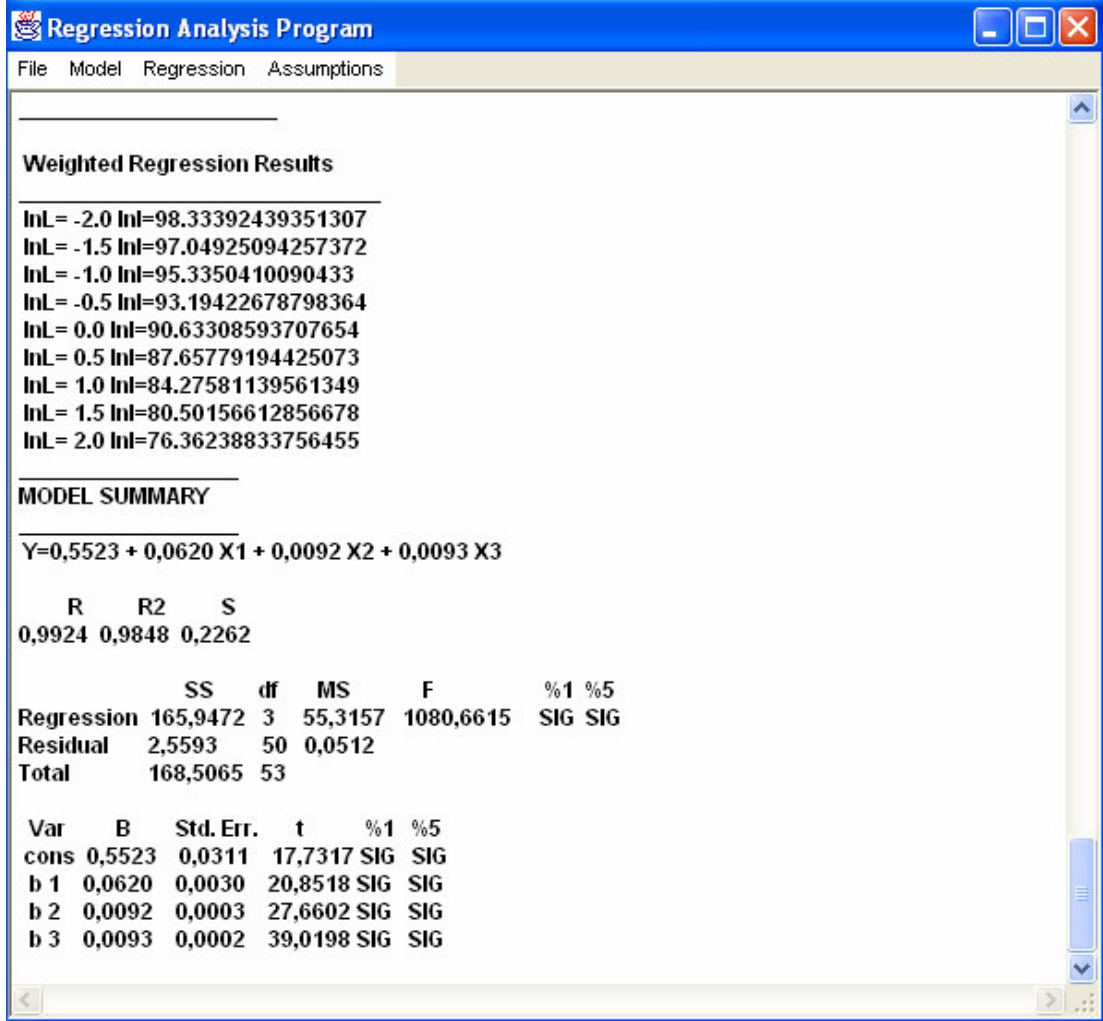 Regression Analysis Program
File Model Regression Assumptions
Weighted Regression Results
lnL= -2.0 lnl=98.33392439351307
lnL= -1.5 lnl=97.04925094257372
lnL= -1.0 lnl=95.3350410090433
lnL= -0.5 lnl=93.19422678798364
lnL= 0.0 lnl=90.63308593707654
lnL= 0.5 lnl=87.65779194425073
lnL= 1.0 lnl=84.27581139561349
lnL= 1.5 lnl=80.50156612856678
lnL= 2.0 lnl=76.36238833756455
MODEL SUMMARY
Y=0,5523 + 0,0620 X1 + 0,0092 X2 + 0,0093 X3
R R2 S
0,9924 0,9848 0,2262
SS df MS F %1 %5
Regression 165,9472 3 55,3157 1080,6615 SIG SIG
Residual 2,5593 50 0,0512
Total 168,5065 53
Var B Std. Err. t %1 %5
cons 0,5523 0,0311 17,7317 SIG SIG
b 1 0,0620 0,0030 20,8518 SIG SIG
b 2 0,0092 0,0003 27,6602 SIG SIG
b 3 0,0093 0,0002 39,0198 SIG SIG